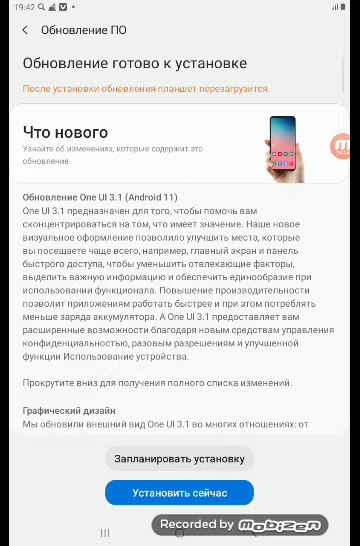 19:42
Обновление ПО
Обновление готово к установке
После установки обновления планшет перезагрузится.
Что нового
Узнайте об изменениях, которые содержит это
обновление.
Обновление One UI 3.1 (Android 11)
One UI 3.1 предназначен для того, чтобы помочь вам
сконцентрироваться на том, что имеет значение. Наше новое
визуальное оформление позволило улучшить места, которые
вы посещаете чаще всего, например, главный экран и панель
быстрого доступа, чтобы уменьшить отвлекающие факторы,
выделить важную информацию и обеспечить единообразие при
использовании функционала. Повышение производительности
позволит приложениям работать быстрее и при этом потреблять
меньше заряда аккумулятора. А One UI 3.1 предоставляет вам
расширенные возможности благодаря новым средствам управления
конфиденциальностью, разовым разрешениям и улучшенной
функции Использование устройства.
Прокрутите вниз для получения полного списка изменений.
Графический дизайн
Мы обновили внешний вид One UI 3.1 во многих отношениях: от
Запланировать установку
Установить сейчас
Recorded by mobizen